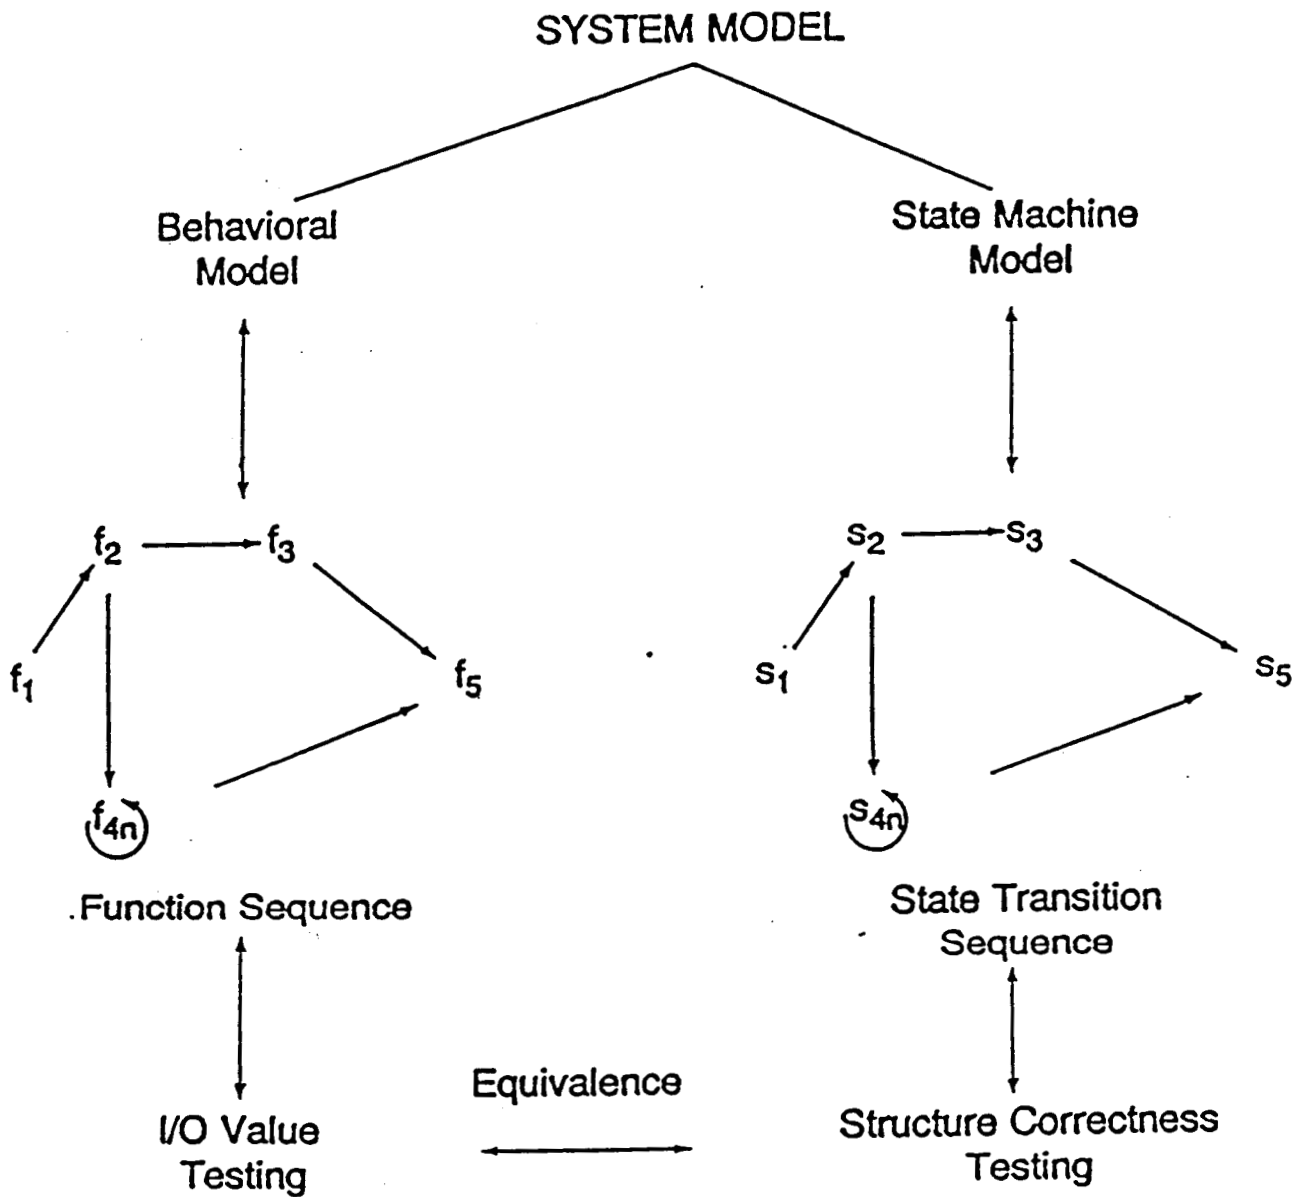 SYSTEM MODEL
Behavioral
Model
State Machine
Model
f2
f3
f1
f5
f4n
s2
s3
s1
s5
s4n
Function Sequence
State Transition
Sequence
Equivalence
I/O Value
Testing
Structure Correctness
Testing